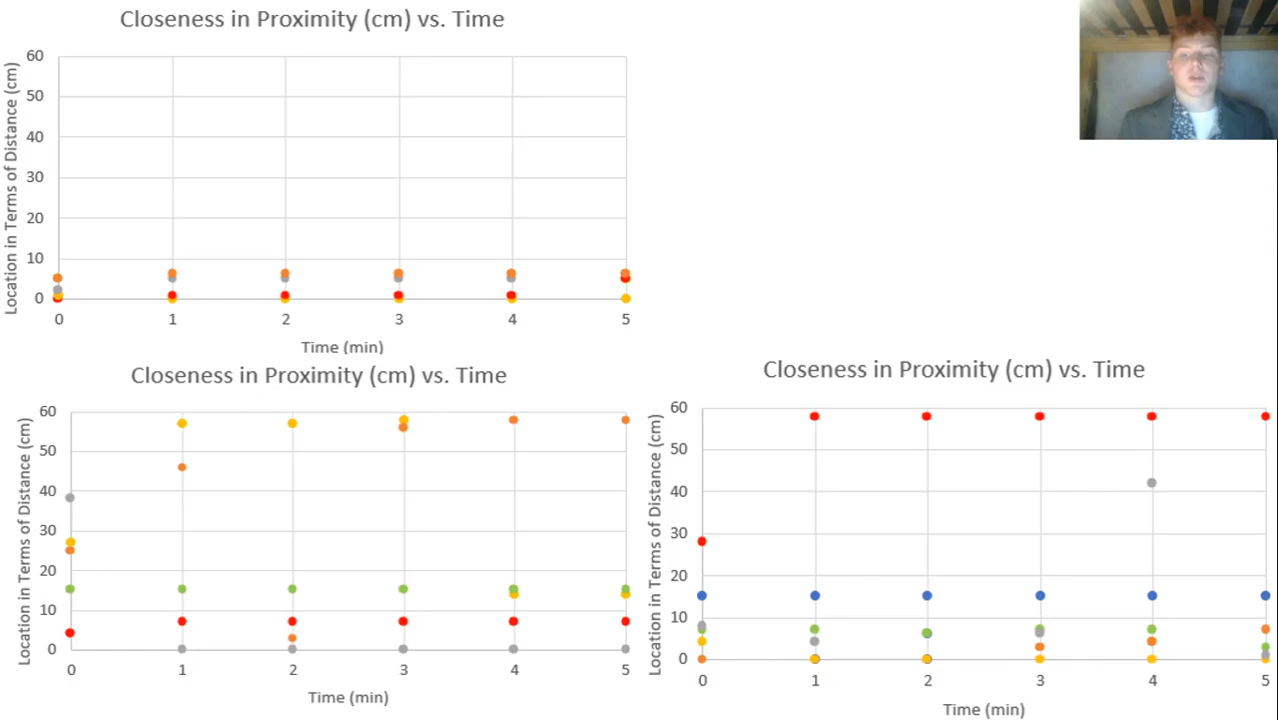 Closeness in Proximity (cm) vs. Time
Location in Terms of Distance (cm)
60
50
40
30
20
10
0
0 1 2 3 4 5
Time (min)
Closeness in Proximity (cm) vs. Time
Location in Terms of Distance (cm)
60
50
40
30
20
10
0
0 1 2 3 4 5
Time (min)
Closeness in Proximity (cm) vs. Time
Location in Terms of Distance (cm)
60
50
40
30
20
10
0
0 1 2 3 4 5
Time (min)